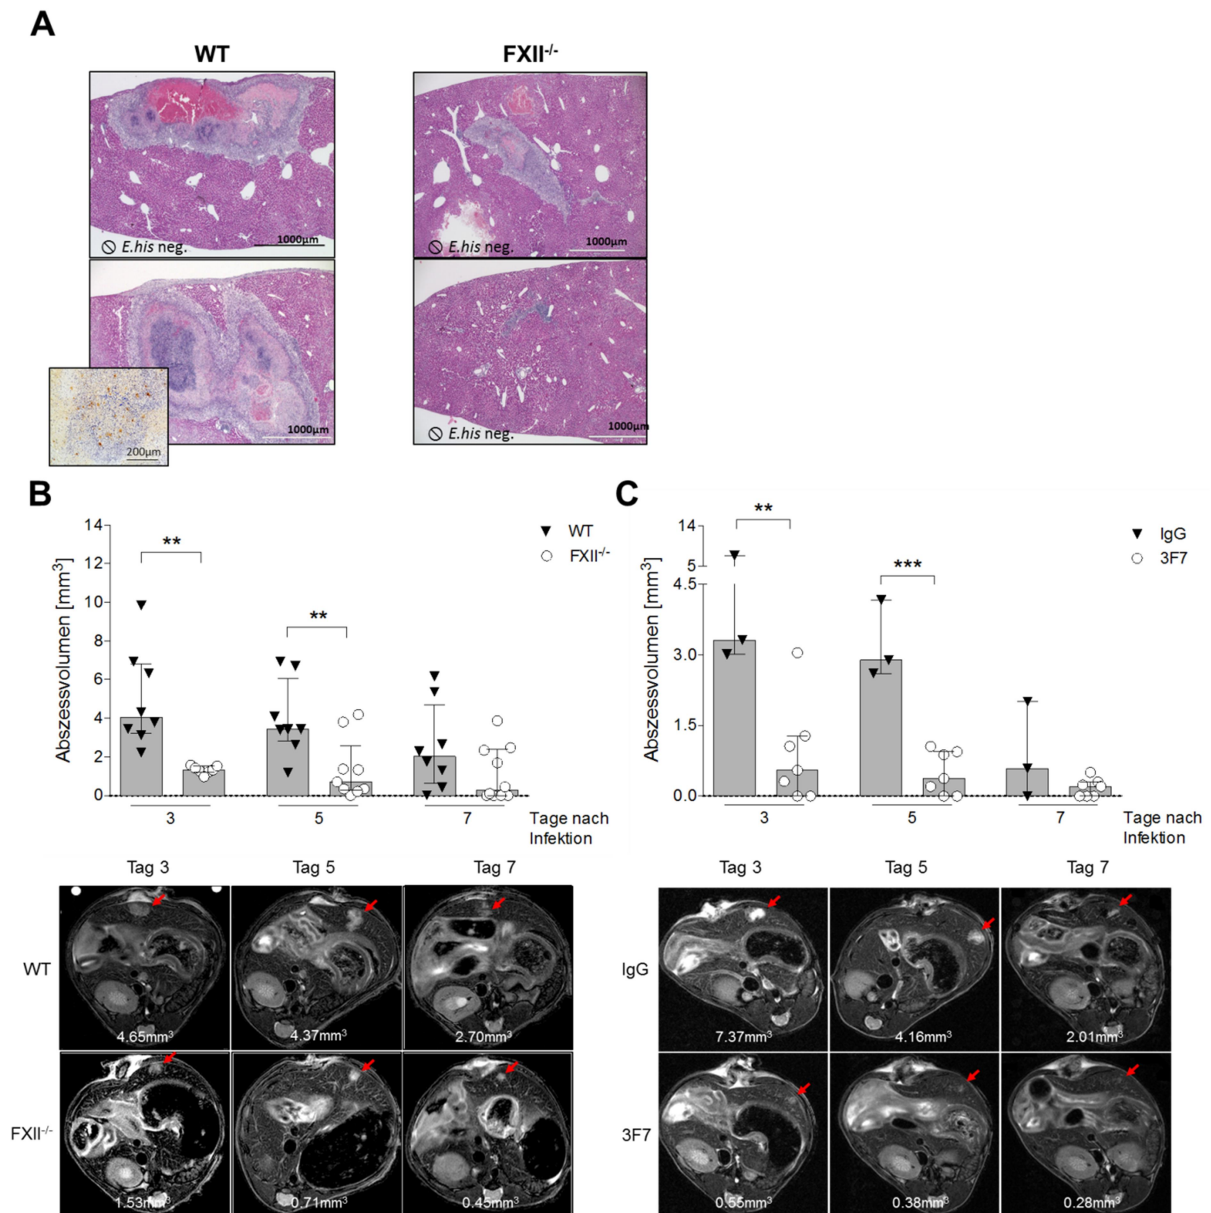 A
WT
FXII-/-
E.his neg.
1000µm
E.his neg.
1000µm
1000µm
200µm
E.his neg.
1000µm
B
Abszessvolumen [mm³]
14
12
10
8
6
4
2
0
**
**
WT
FXII-/-
3
5
7
Tage nach
Infektion
C
Abszessvolumen [mm³]
14
5
4.5
3.0
1.5
0.0
**
***
IgG
3F7
3
5
7
Tage nach
Infektion
Tag 3
Tag 5
Tag 7
WT
4.65mm³
4.37mm³
2.70mm³
FXII-/-
1.53mm³
0.71mm³
0.45mm³
Tag 3
Tag 5
Tag 7
IgG
7.37mm³
4.16mm³
2.01mm³
3F7
0.55mm³
0.38mm³
0.28mm³